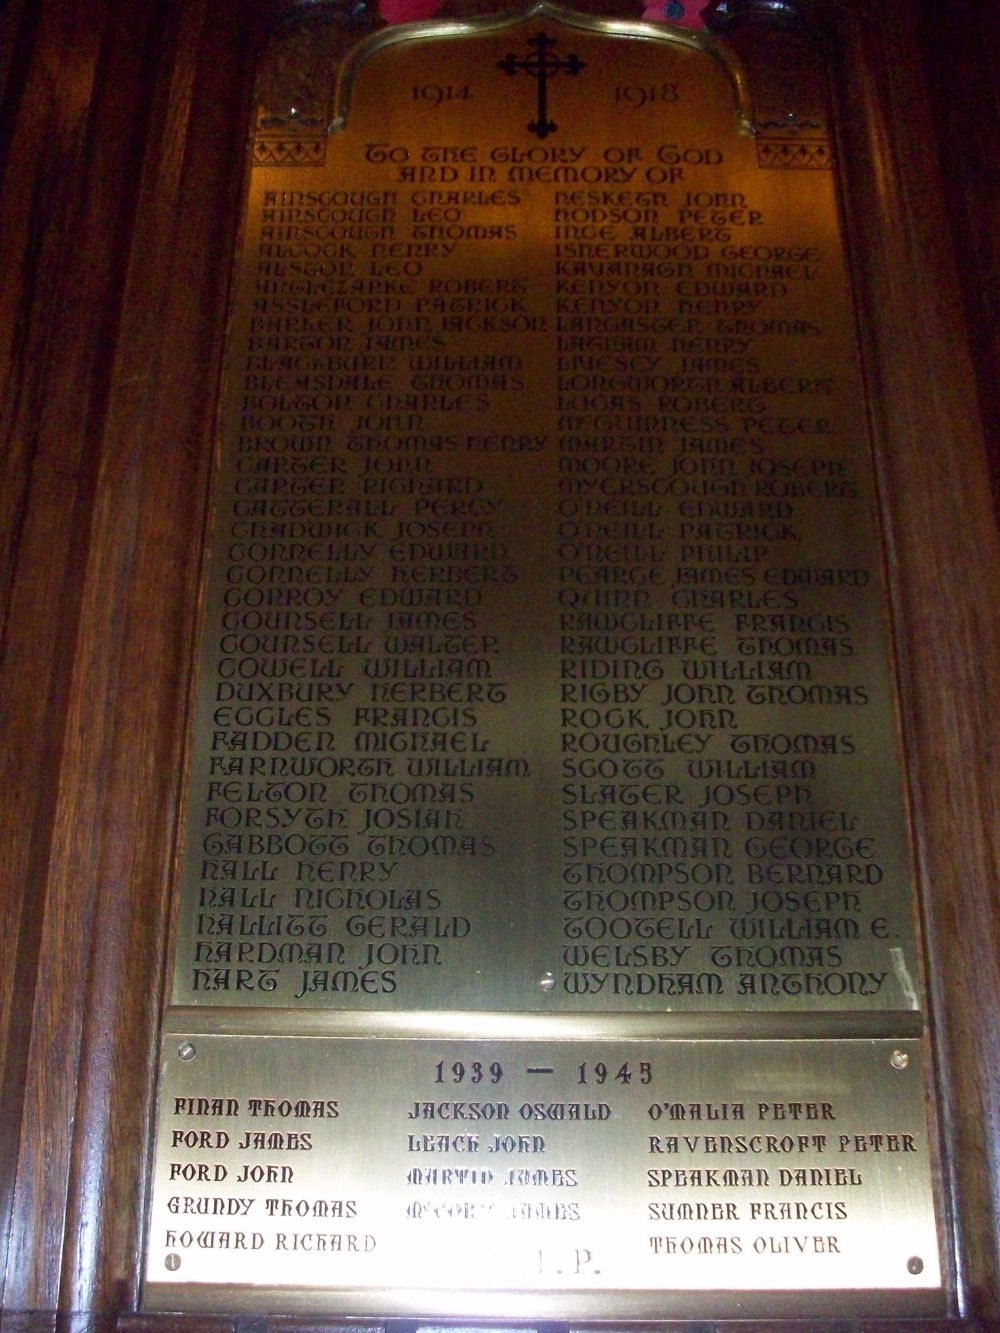 1914 1918
TO THE GLORY OF GOD
AND IN MEMORY OF
AINSCOUGH CHARLES
AINSCOUGH LEO
AINSCOUGH THOMAS
ALCOCK HENRY
ALSTON LEO
ANGLEZARKE ROBERT
ASSLEFORD PATRICK
BARKER JOHN JACKSON
BARTON JAMES
BLACKBURN WILLIAM
BLEASDALE THOMAS
BOLTON CHARLES
BOOTH JOHN
BROWN THOMAS HENRY
CARTER JOHN
CARTER RICHARD
CATTERALL PERCY
CHADWICK JOSEPH
CONNELLY EDWARD
CONNELLY HERBERT
CONROY EDWARD
COUNSELL JAMES
COUNSELL WALTER
COWELL WILLIAM
DUXBURY HERBERT
ECCLES FRANCIS
FADDEN MICHAEL
FARNWORTH WILLIAM
FELTON THOMAS
FORSYTH JOSIAH
GABBOTT THOMAS
HALL HENRY
HALL NICHOLAS
HALLIT GERALD
HARDMAN JOHN
HART JAMES
HESKETH JOHN
HODSON PETER
INCE ALBERT
ISHERWOOD GEORGE
KAVANAGH MICHAEL
KENYON EDWARD
KENYON HENRY
LANCASTER THOMAS
LATHAM HENRY
LIVESEY JAMES
LONGWORTH ALBERT
LUCAS ROBERT
McGUINNESS PETER
MARTIN JAMES
MOORE JOHN JOSEPH
MYERSCOUGH ROBERT
O'NEILL EDWARD
O'NEILL PATRICK
O'NEILL PHILIP
PEARCE JAMES EDWARD
QUINN CHARLES
RAWCLIFFE FRANCIS
RAWCLIFFE THOMAS
RIDING WILLIAM
RIGBY JOHN THOMAS
ROCK JOHN
ROUGHLEY THOMAS
SCOTT WILLIAM
SLATER JOSEPH
SPEAKMAN DANIEL
SPEAKMAN GEORGE
THOMPSON BERNARD
THOMPSON JOSEPH
TOOTELL WILLIAM E.
WELSBY THOMAS
WYNDHAM ANTHONY
1939 – 1945
FINAN THOMAS
FORD JAMES
FORD JOHN
GRUNDY THOMAS
HOWARD RICHARD
JACKSON OSWALD
LEACH JOHN
MARTIN JAMES
McCORY JAMES
O'MALIA PETER
RAVENSCROFT PETER
SPEAKMAN DANIEL
SUMNER FRANCIS
THOMAS OLIVER
R.I.P.